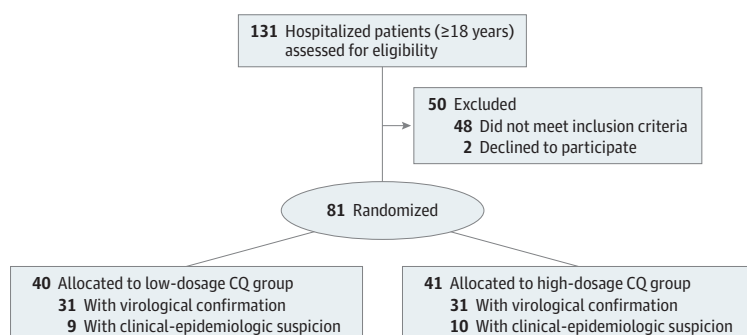 131 Hospitalized patients (≥18 years)
assessed for eligibility
50 Excluded
48 Did not meet inclusion criteria
2 Declined to participate
81 Randomized
40 Allocated to low-dosage CQ group
31 With virological confirmation
9 With clinical-epidemiologic suspicion
41 Allocated to high-dosage CQ group
31 With virological confirmation
10 With clinical-epidemiologic suspicion